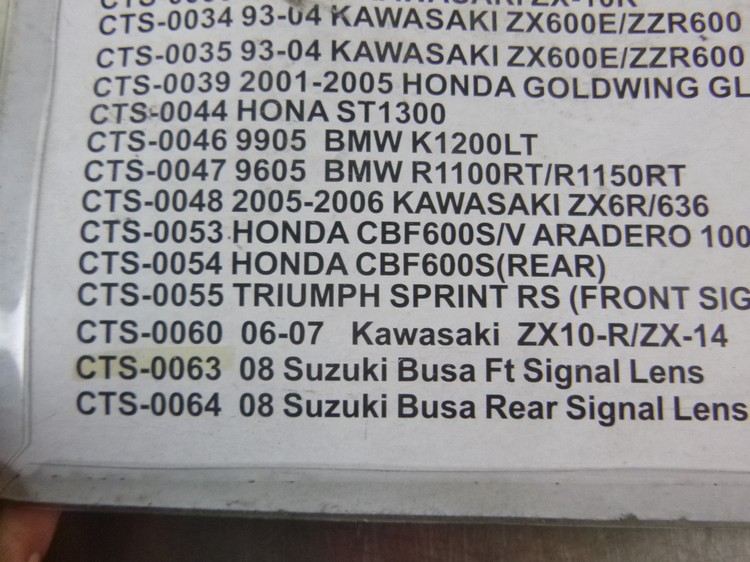 CTS-0034 93-04 KAWASAKI ZX600E/ZZR600
CTS-0035 93-04 KAWASAKI ZX600E/ZZR600
CTS-0039 2001-2005 HONDA GOLDWING GL
CTS-0044 HONA ST1300
CTS-0046 9905 BMW K1200LT
CTS-0047 9605 BMW R1100RT/R1150RT
CTS-0048 2005-2006 KAWASAKI ZX6R/636
CTS-0053 HONDA CBF600S/V ARADERO 100
CTS-0054 HONDA CBF600S(REAR)
CTS-0055 TRIUMPH SPRINT RS (FRONT SIG
CTS-0060 06-07 Kawasaki ZX10-R/ZX-14
CTS-0063 08 Suzuki Busa Ft Signal Lens
CTS-0064 08 Suzuki Busa Rear Signal Lens